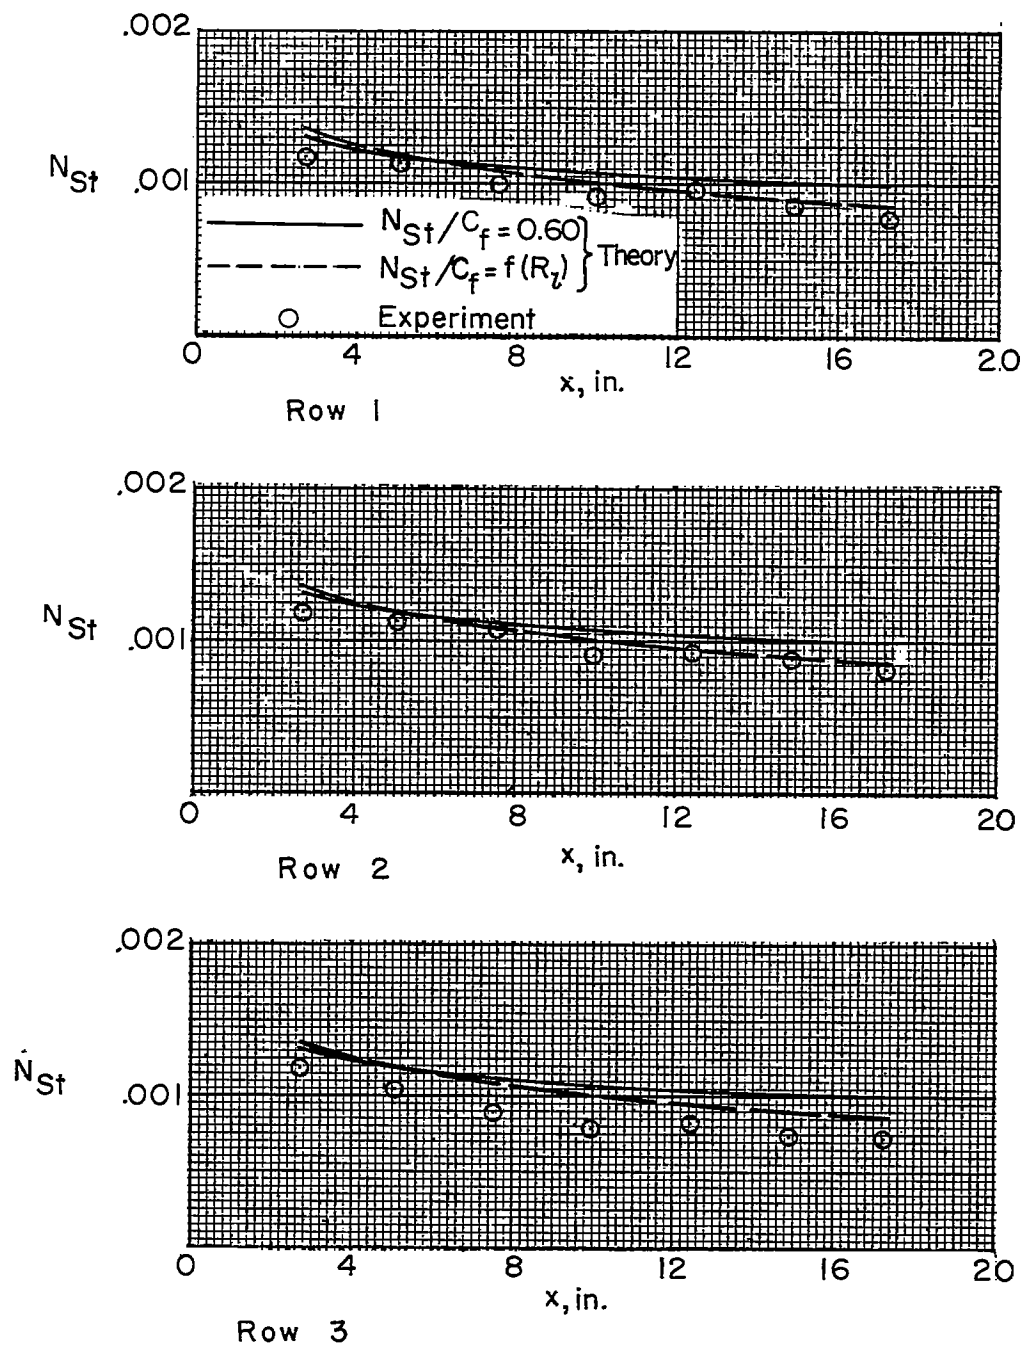 .002
N_St
.001
N_St/C_f = 0.60
N_St/C_f = f(R_l)
Theory
Experiment
0 4 8 12 16 2.0
x, in.
Row 1
.002
N_St
.001
0 4 8 12 16 20
x, in.
Row 2
.002
N_St
.001
0 4 8 12 16 20
x, in.
Row 3